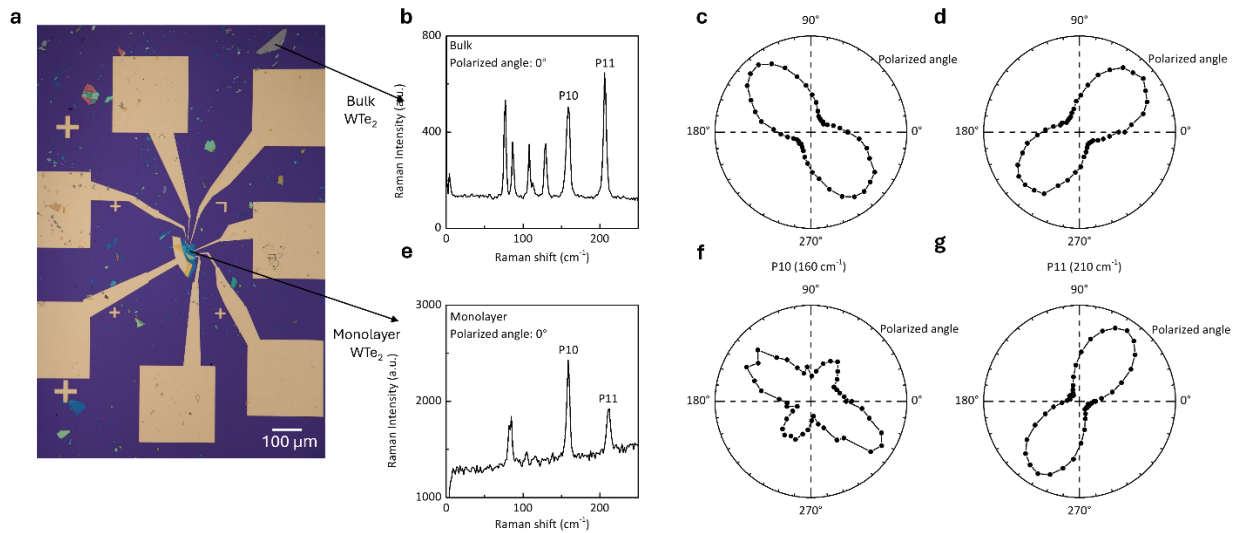 a
Bulk
WTe₂
Monolayer
WTe₂
100 μm
b
800
400
0
Raman Intensity (a.u.)
Bulk
Polarized angle: 0°
P10
P11
0
100
200
Raman shift (cm⁻¹)
c
90°
Polarized angle
180°
0°
270°
d
90°
Polarized angle
180°
0°
270°
e
3000
2000
1000
Raman Intensity (a.u.)
Monolayer
Polarized angle: 0°
P10
P11
0
100
200
Raman shift (cm⁻¹)
f
P10 (160 cm⁻¹)
90°
Polarized angle
180°
0°
270°
g
P11 (210 cm⁻¹)
90°
Polarized angle
180°
0°
270°